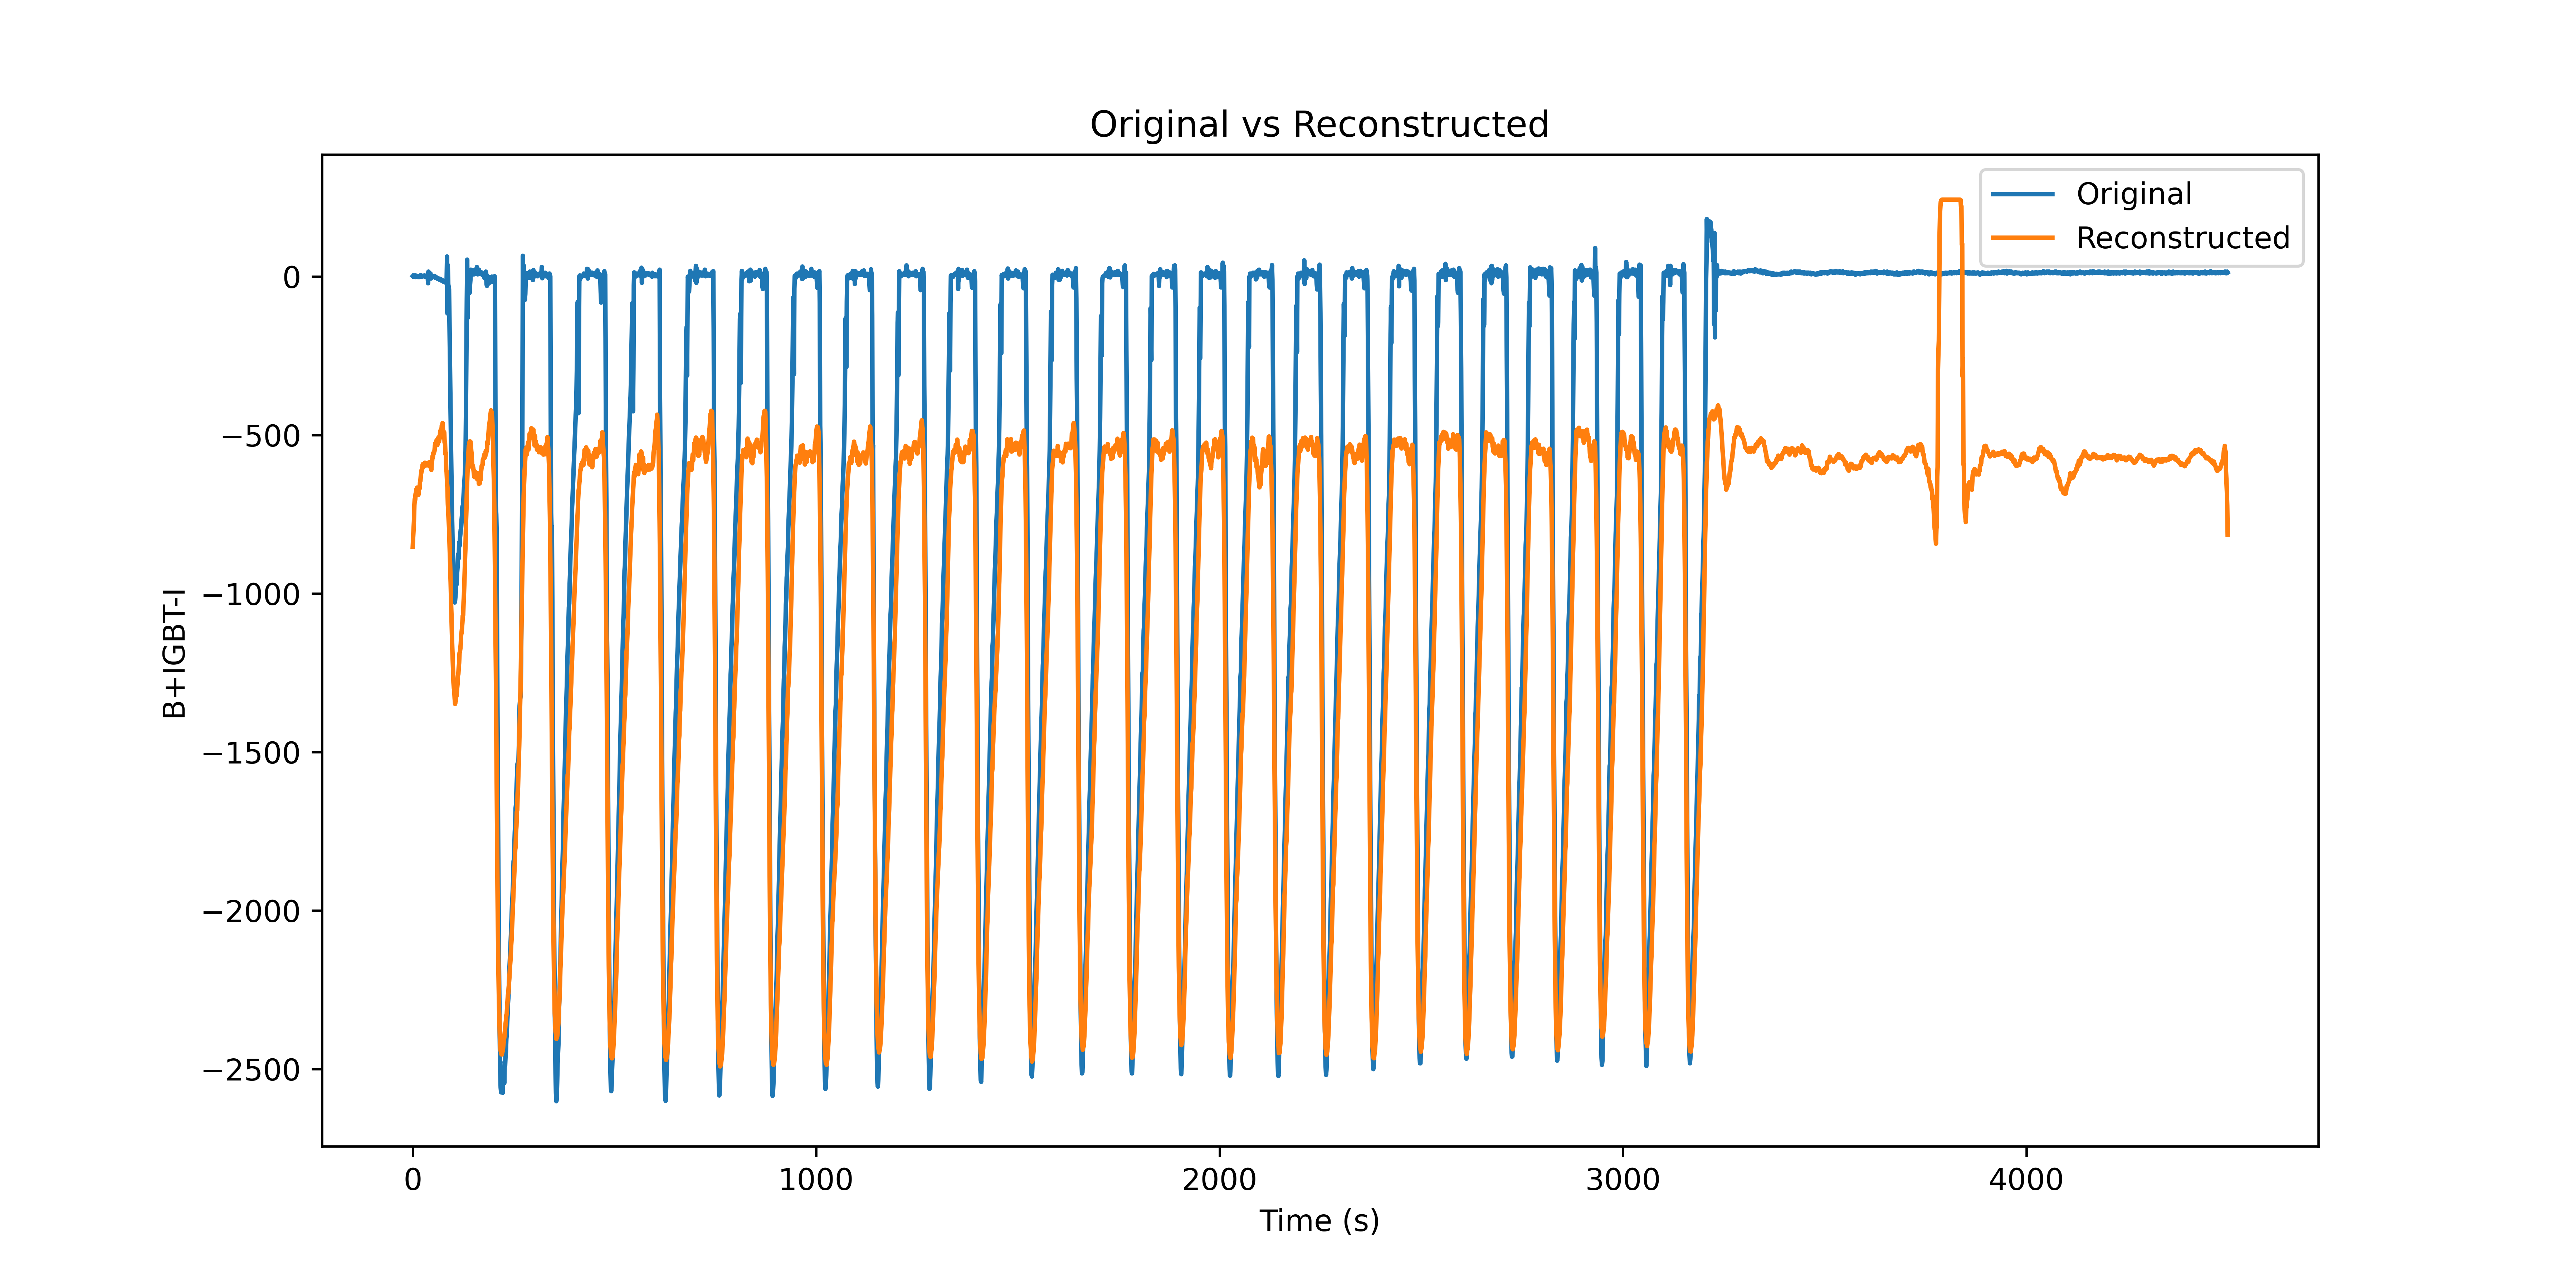 Original vs Reconstructed
Original
Reconstructed
0
−500
−1000
−1500
−2000
−2500
B+IGBT-I
0
1000
2000
3000
4000
Time (s)